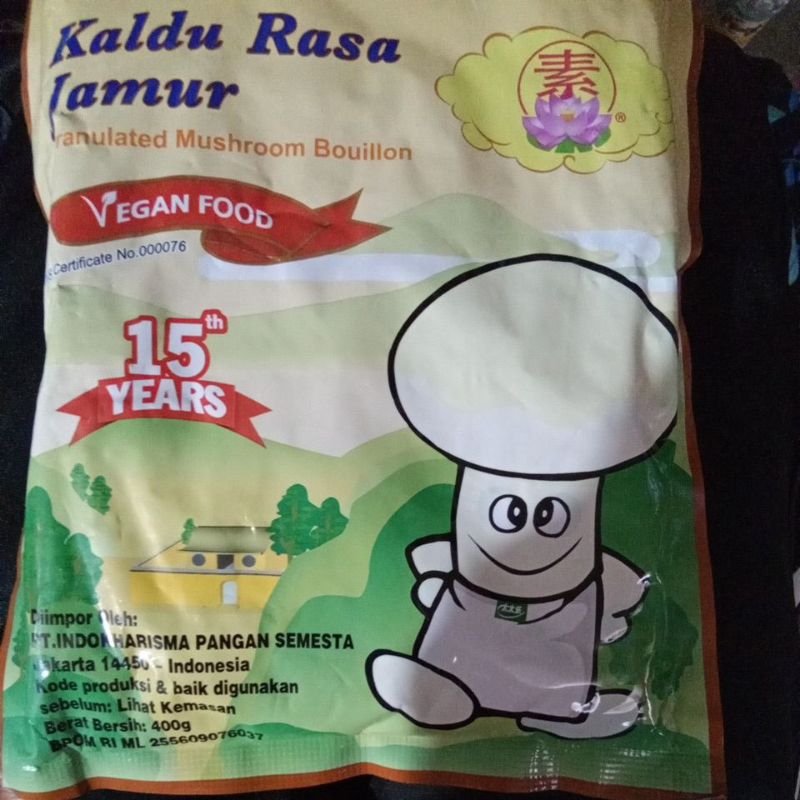 Kaldu Rasa
Jamur
ranulated Mushroom Bouillon
素
®
VEGAN FOOD
Certificate No.000076
15th
YEARS
Diimpor Oleh:
PT.INDOKHARISMA PANGAN SEMESTA
Jakarta 14450 - Indonesia
Kode produksi & baik digunakan
sebelum: Lihat Kemasan
Berat Bersih: 400g
BPOM RI ML 255609076037